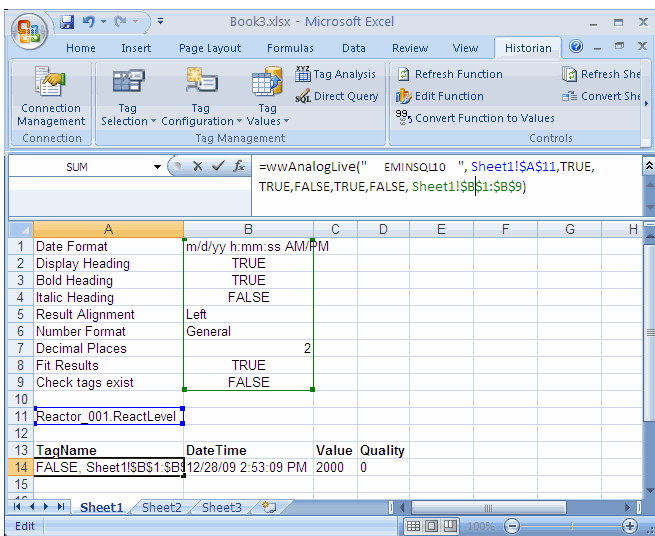 Book3.xlsx - Microsoft Excel
Home Insert Page Layout Formulas Data Review View Historian
Connection Management
Tag Selection
Tag Configuration
Tag Values
XYZ Tag Analysis
SQL Direct Query
Refresh Function
Edit Function
Convert Function to Values
Refresh She
Convert She
Connection Tag Management Controls
SUM fx =wwAnalogLive(" EMINSQL10 ", Sheet1!$A$11,TRUE,
TRUE,FALSE,TRUE,FALSE, Sheet1!$B$1:$B$9)
A B C D E F G H
1 Date Format m/d/yy h:mm:ss AM/PM
2 Display Heading TRUE
3 Bold Heading TRUE
4 Italic Heading FALSE
5 Result Alignment Left
6 Number Format General
7 Decimal Places 2
8 Fit Results TRUE
9 Check tags exist FALSE
10
11 Reactor_001.ReactLevel
12
13 TagName DateTime Value Quality
14 FALSE, Sheet1!$B$1:$B$ 12/28/09 2:53:09 PM 2000 0
15
Sheet1 Sheet2 Sheet3
Edit 100%